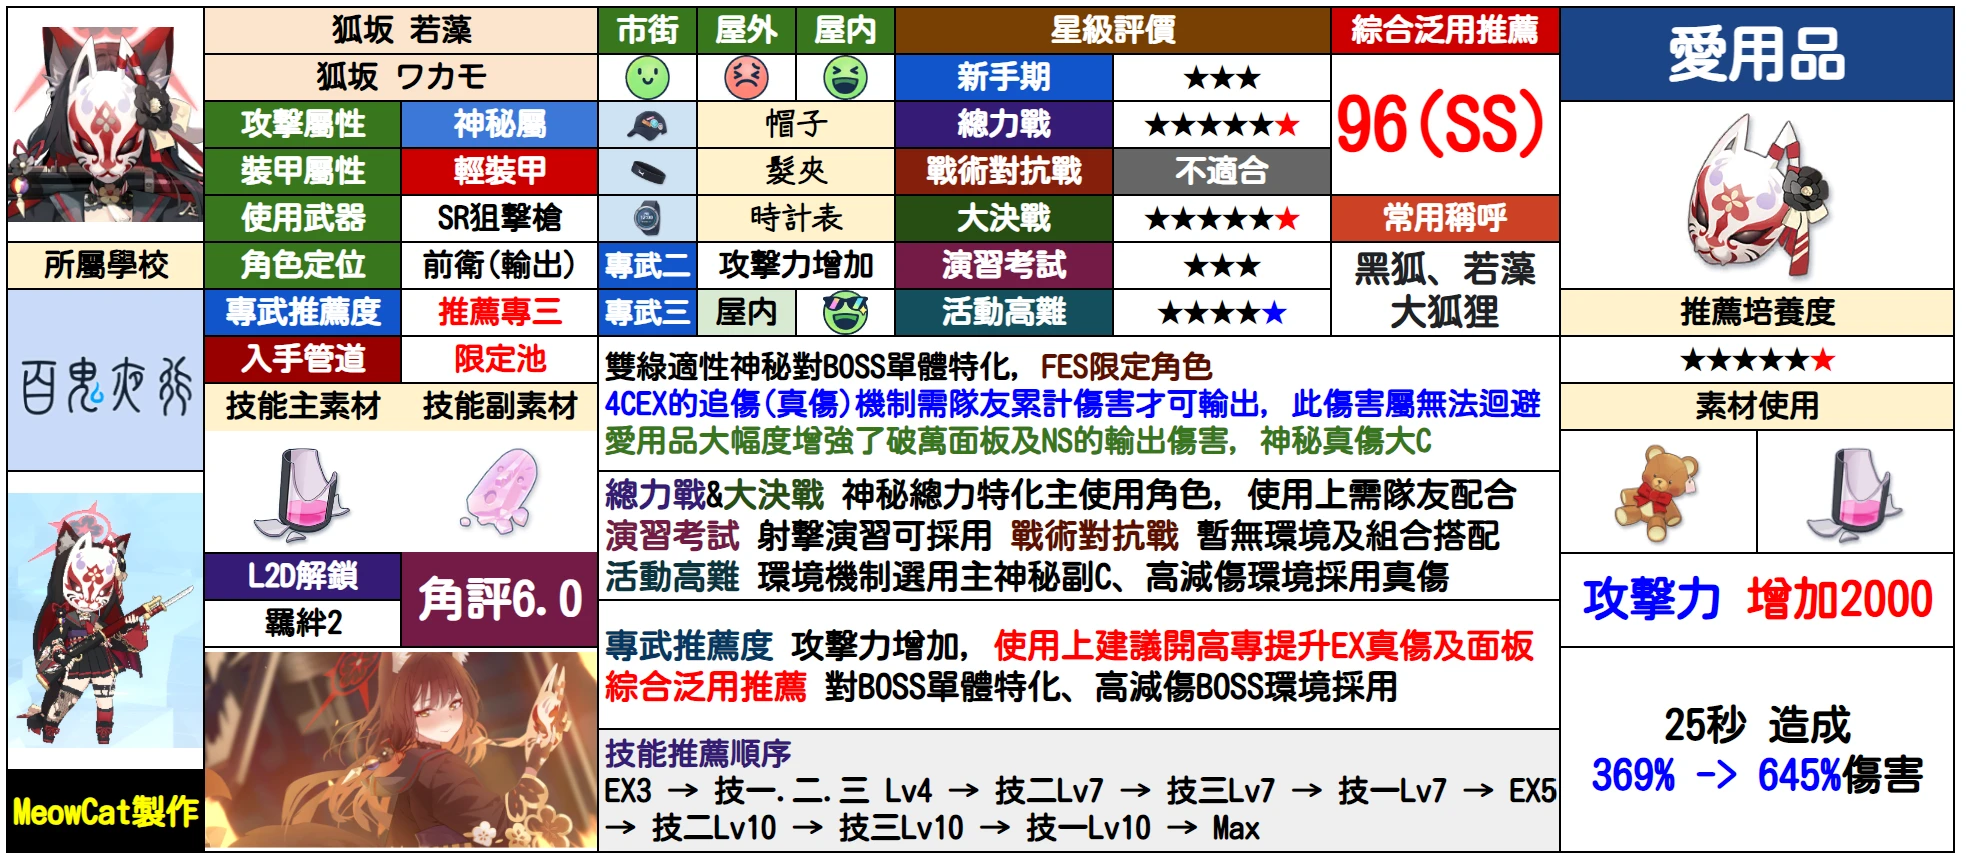 狐坂 若藻
狐坂 ワカモ
攻擊屬性 神秘屬
裝甲屬性 輕裝甲
使用武器 SR狙擊槍
所屬學校
角色定位 前衛(輸出)
專武推薦度 推薦專三
入手管道 限定池
技能主素材 技能副素材
百鬼夜行
L2D解鎖
羈絆2
角評6.0
MeowCat製作
市街 屋外 屋内
帽子
髮夾
時計表
專武二 攻擊力增加
專武三 屋内
星級評價
新手期 ★★★
總力戰 ★★★★★★
戰術對抗戰 不適合
大決戰 ★★★★★★
演習考試 ★★★
活動高難 ★★★★★
綜合泛用推薦
96(SS)
常用稱呼
黑狐、若藻
大狐狸
雙綠適性神秘對BOSS單體特化, FES限定角色
4CEX的追傷(真傷)機制需隊友累計傷害才可輸出, 此傷害屬無法迴避
愛用品大幅度增強了破萬面板及NS的輸出傷害, 神秘真傷大C
總力戰&大決戰 神秘總力特化主使用角色, 使用上需隊友配合
演習考試 射擊演習可採用 戰術對抗戰 暫無環境及組合搭配
活動高難 環境機制選用主神秘副C、高減傷環境採用真傷
專武推薦度 攻擊力增加, 使用上建議開高專提升EX真傷及面板
綜合泛用推薦 對BOSS單體特化、高減傷BOSS環境採用
技能推薦順序
EX3 → 技一.二.三 Lv4 → 技二Lv7 → 技三Lv7 → 技一Lv7 → EX5
→ 技二Lv10 → 技三Lv10 → 技一Lv10 → Max
愛用品
推薦培養度
★★★★★★
素材使用
攻擊力 增加2000
25秒 造成
369% -> 645%傷害